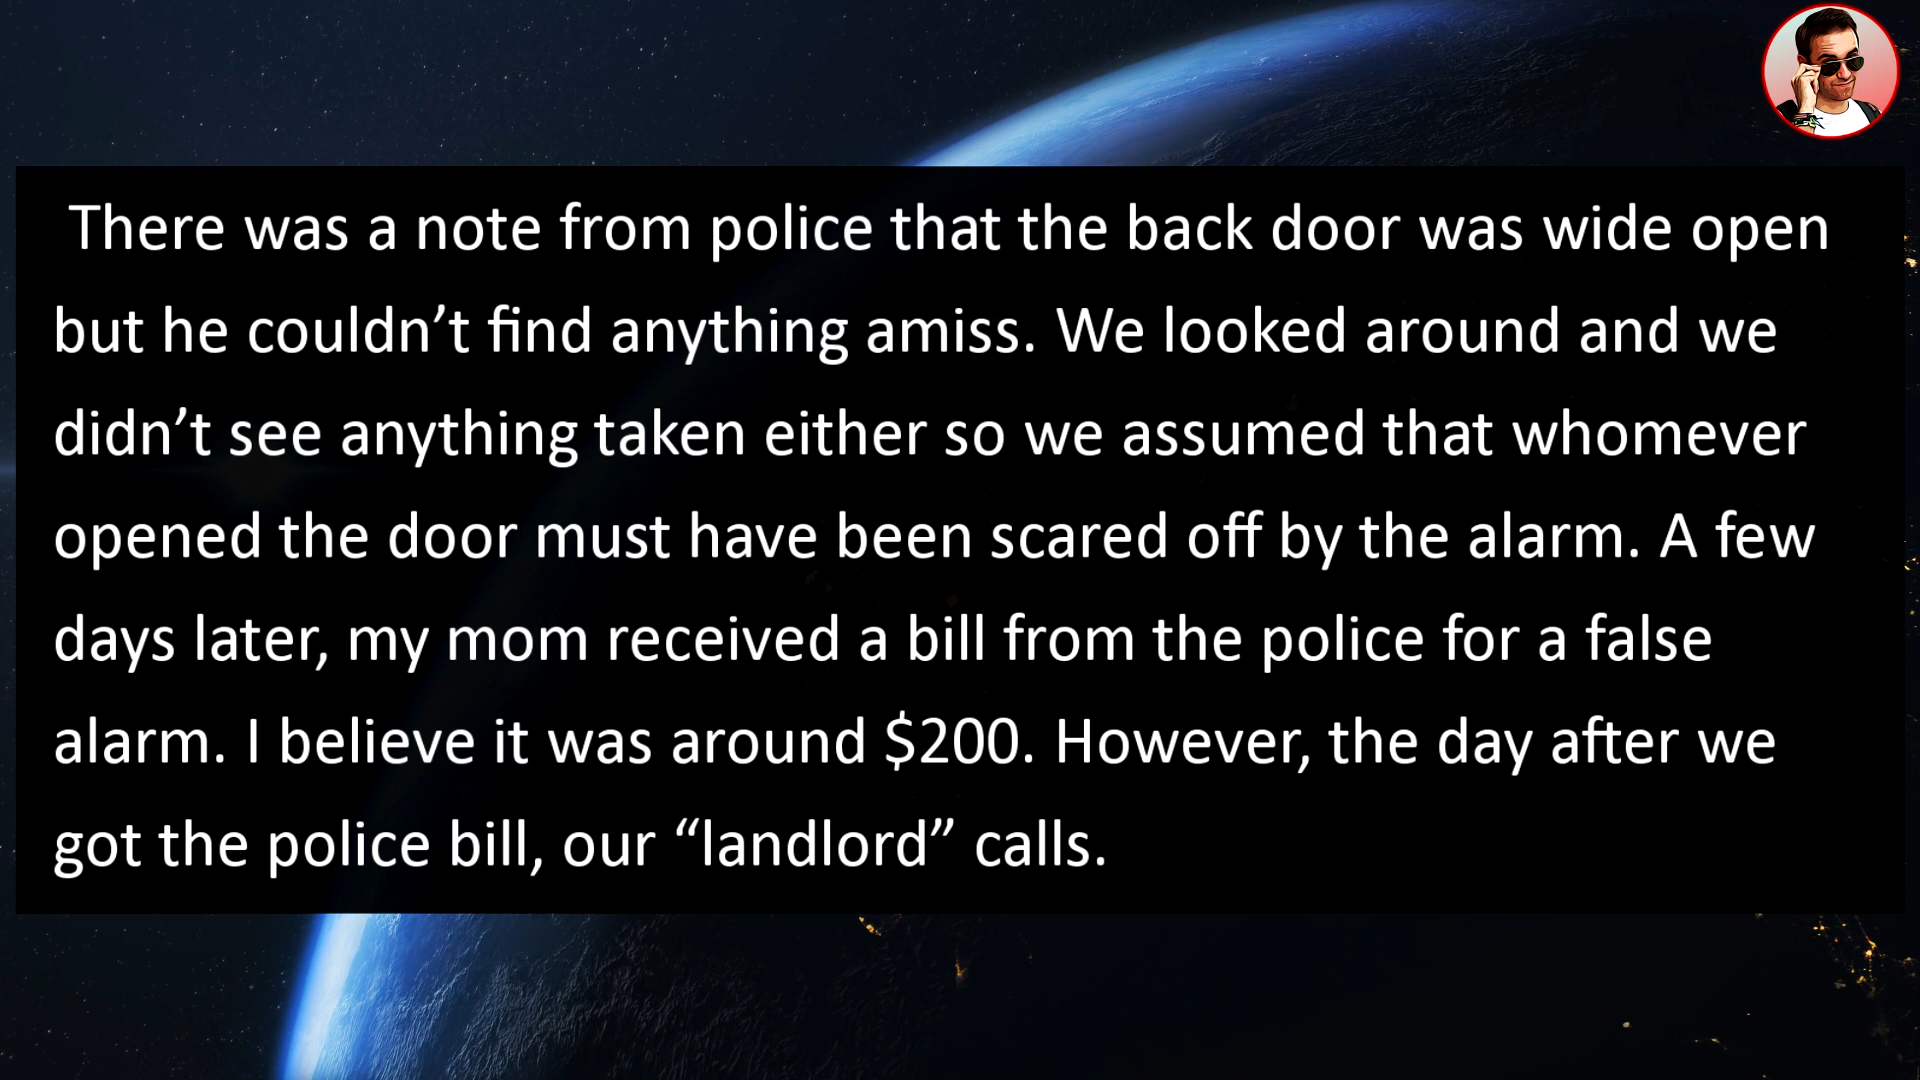 There was a note from police that the back door was wide open
but he couldn’t find anything amiss. We looked around and we
didn’t see anything taken either so we assumed that whomever
opened the door must have been scared off by the alarm. A few
days later, my mom received a bill from the police for a false
alarm. I believe it was around $200. However, the day after we
got the police bill, our “landlord” calls.